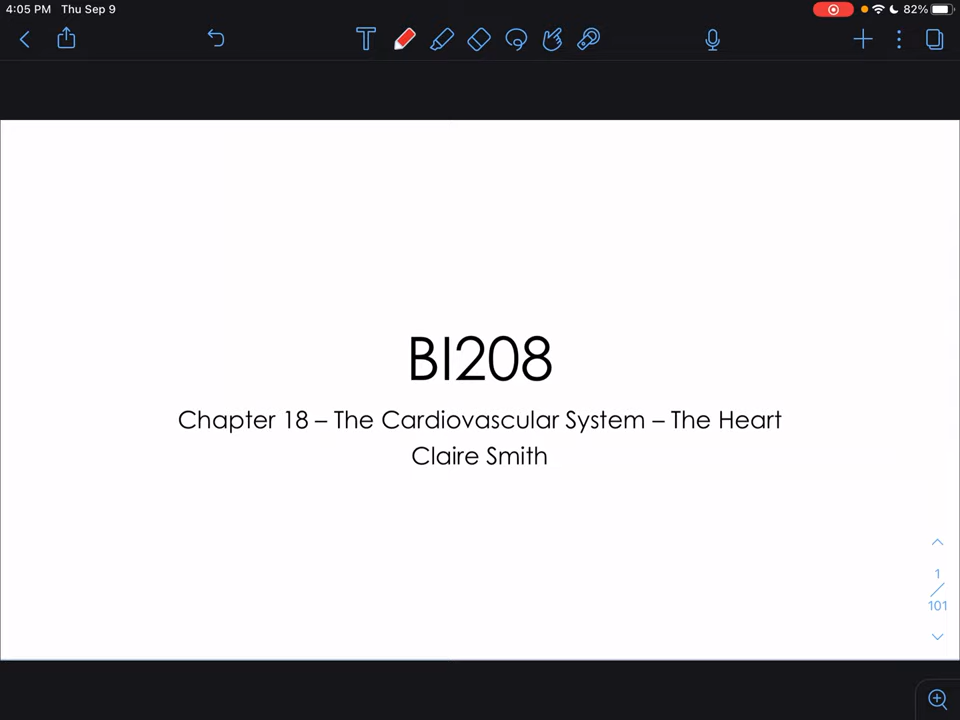 4:05 PM Thu Sep 9 82%
T
BI208
Chapter 18 – The Cardiovascular System – The Heart
Claire Smith
1
/
101